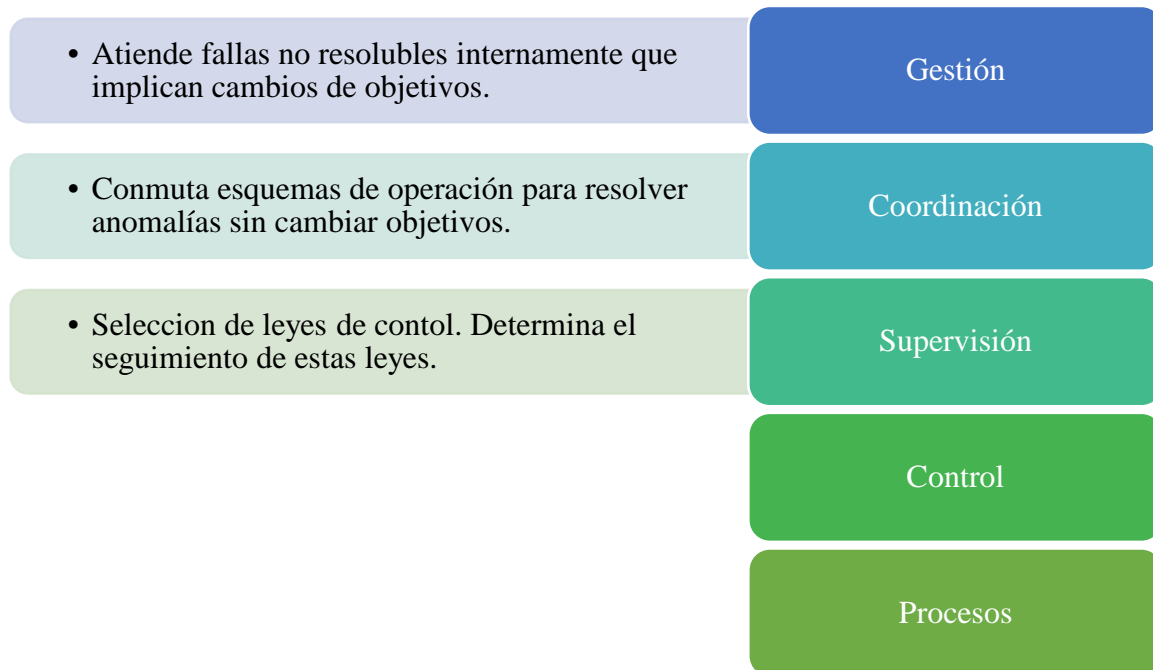 • Atiende fallas no resolubles internamente que
implican cambios de objetivos.
Gestión
• Conmuta esquemas de operación para resolver
anomalías sin cambiar objetivos.
Coordinación
• Seleccion de leyes de contol. Determina el
seguimiento de estas leyes.
Supervisión
Control
Procesos